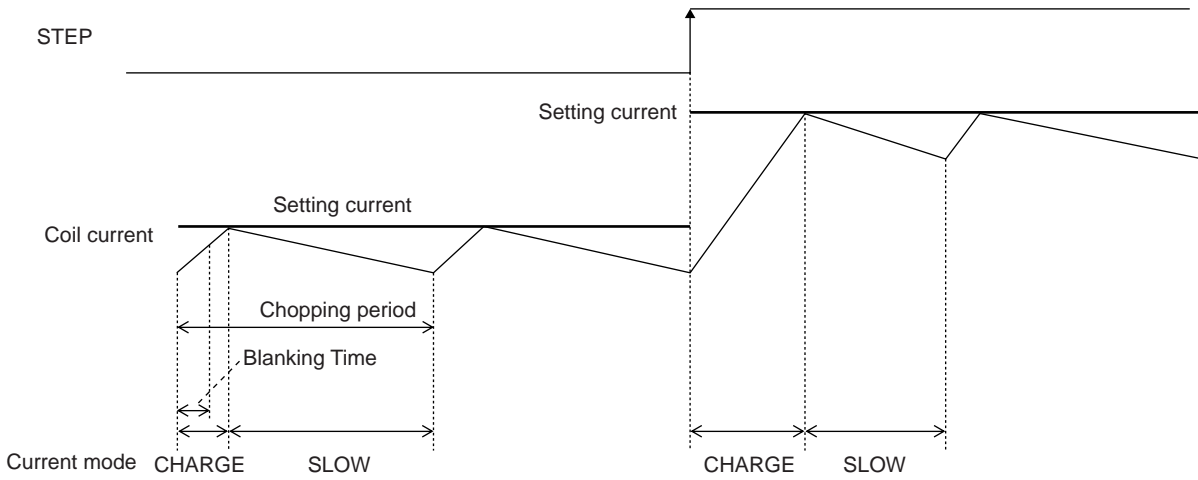 STEP
Setting current
Setting current
Coil current
Chopping period
Blanking Time
Current mode CHARGE SLOW CHARGE SLOW